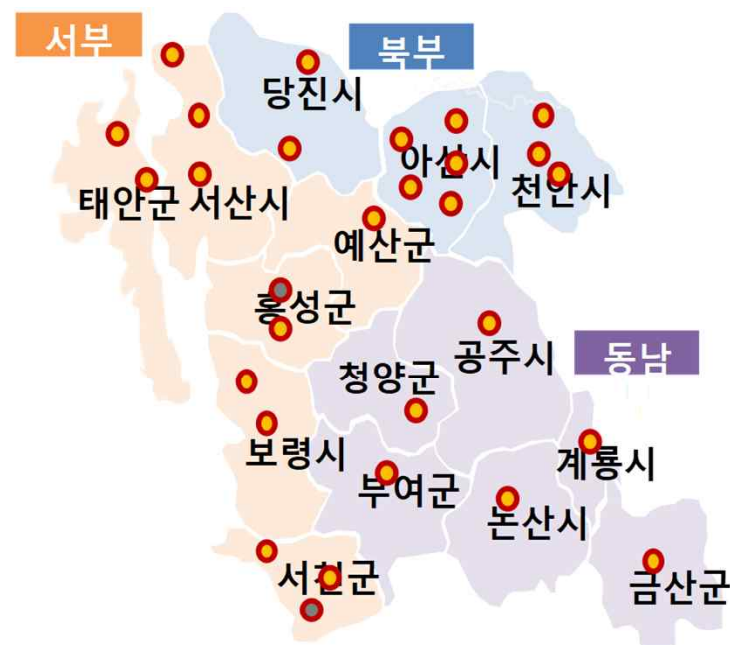 서부
북부
당진시
아산시
천안시
태안군
서산시
예산군
홍성군
공주시
동남
청양군
보령시
부여군
계룡시
논산시
서천군
금산군